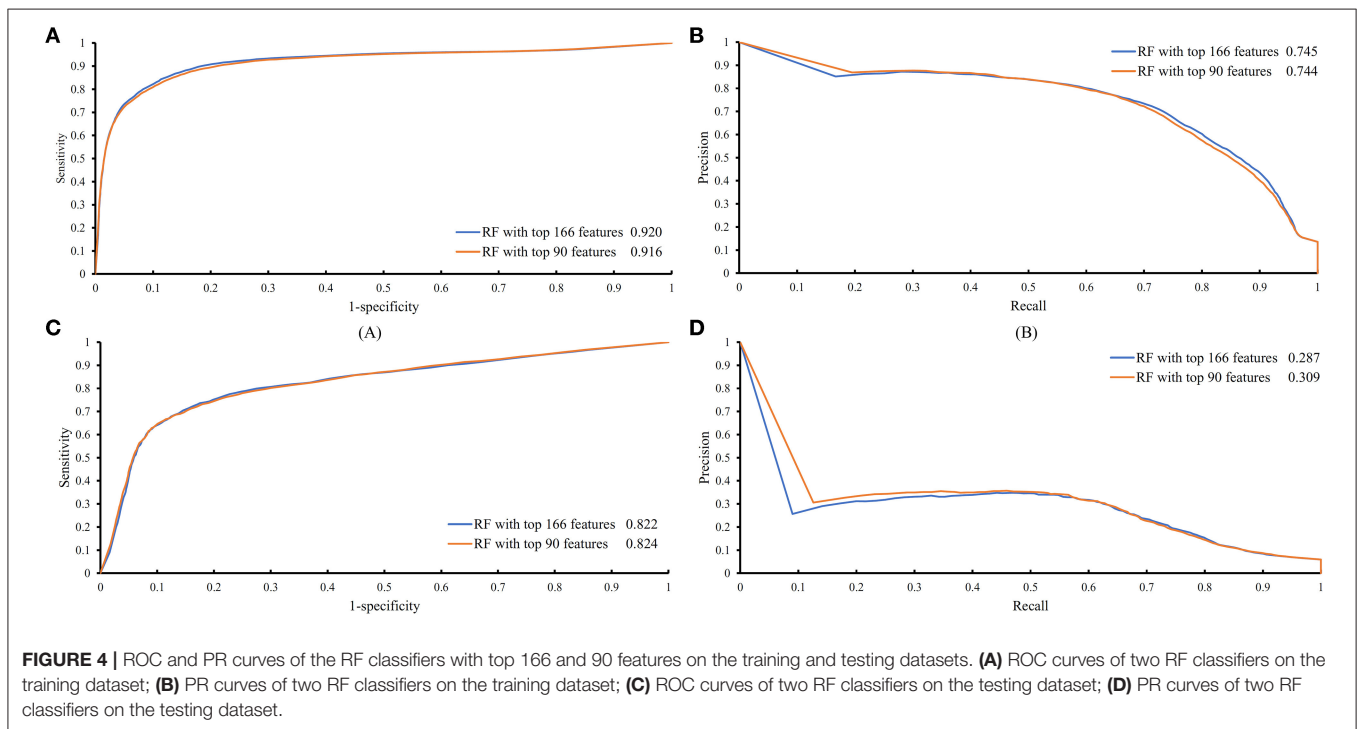 A
1
0.9
0.8
0.7
0.6
0.5
0.4
0.3
0.2
0.1
0
Sensitivity
RF with top 166 features 0.920
RF with top 90 features 0.916
0 0.1 0.2 0.3 0.4 0.5 0.6 0.7 0.8 0.9 1
1-specificity
(A)
B
1
0.9
0.8
0.7
0.6
0.5
0.4
0.3
0.2
0.1
0
Precision
RF with top 166 features 0.745
RF with top 90 features 0.744
0 0.1 0.2 0.3 0.4 0.5 0.6 0.7 0.8 0.9 1
Recall
(B)
C
1
0.9
0.8
0.7
0.6
0.5
0.4
0.3
0.2
0.1
0
Sensitivity
RF with top 166 features 0.822
RF with top 90 features 0.824
0 0.1 0.2 0.3 0.4 0.5 0.6 0.7 0.8 0.9 1
1-specificity
D
1
0.9
0.8
0.7
0.6
0.5
0.4
0.3
0.2
0.1
0
Precision
RF with top 166 features 0.287
RF with top 90 features 0.309
0 0.1 0.2 0.3 0.4 0.5 0.6 0.7 0.8 0.9 1
Recall
FIGURE 4 | ROC and PR curves of the RF classifiers with top 166 and 90 features on the training and testing datasets. (A) ROC curves of two RF classifiers on the
training dataset; (B) PR curves of two RF classifiers on the training dataset; (C) ROC curves of two RF classifiers on the testing dataset; (D) PR curves of two RF
classifiers on the testing dataset.